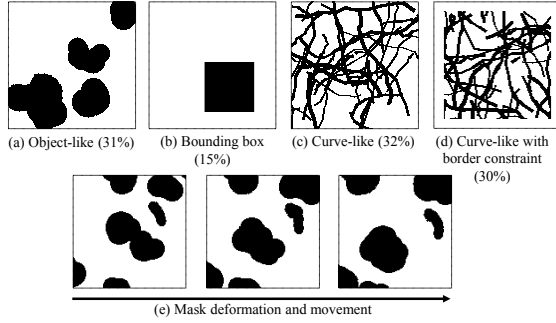 (a) Object-like (31%)
(b) Bounding box
(15%)
(c) Curve-like (32%)
(d) Curve-like with
border constraint
(30%)
(e) Mask deformation and movement